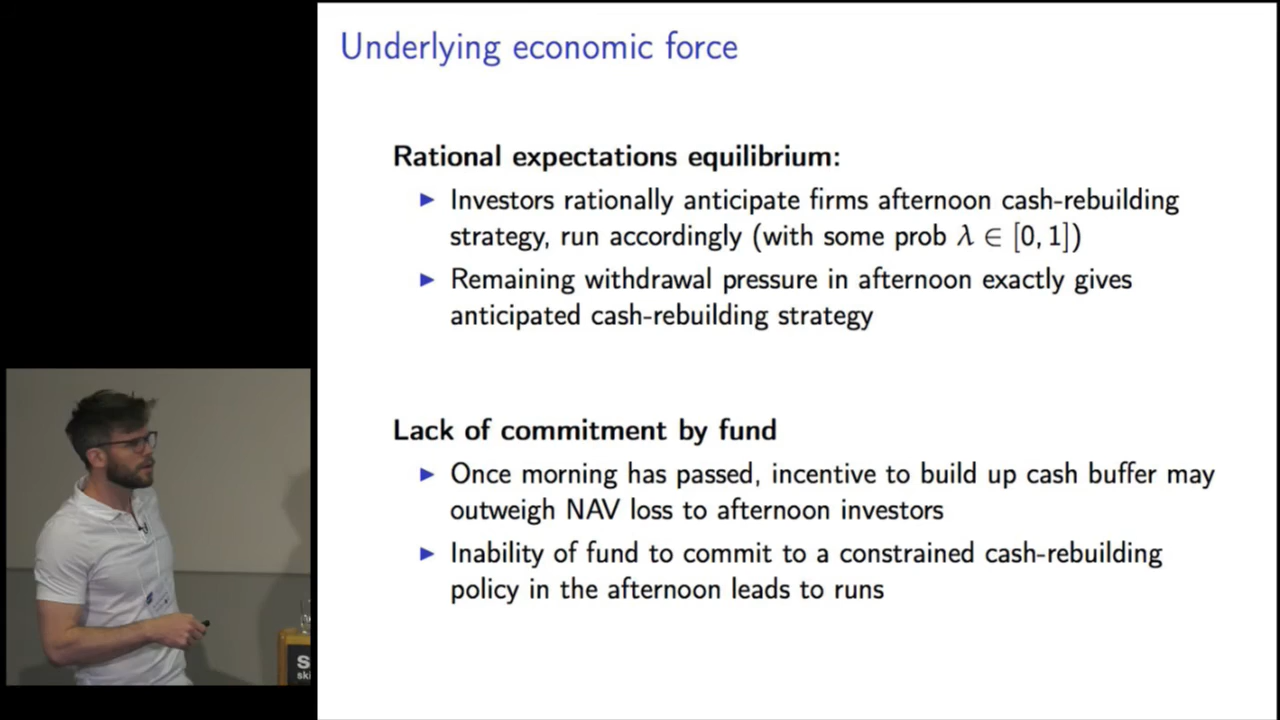 Underlying economic force
Rational expectations equilibrium:
▶ Investors rationally anticipate firms afternoon cash-rebuilding
strategy, run accordingly (with some prob λ ∈ [0, 1])
▶ Remaining withdrawal pressure in afternoon exactly gives
anticipated cash-rebuilding strategy
Lack of commitment by fund
▶ Once morning has passed, incentive to build up cash buffer may
outweigh NAV loss to afternoon investors
▶ Inability of fund to commit to a constrained cash-rebuilding
policy in the afternoon leads to runs